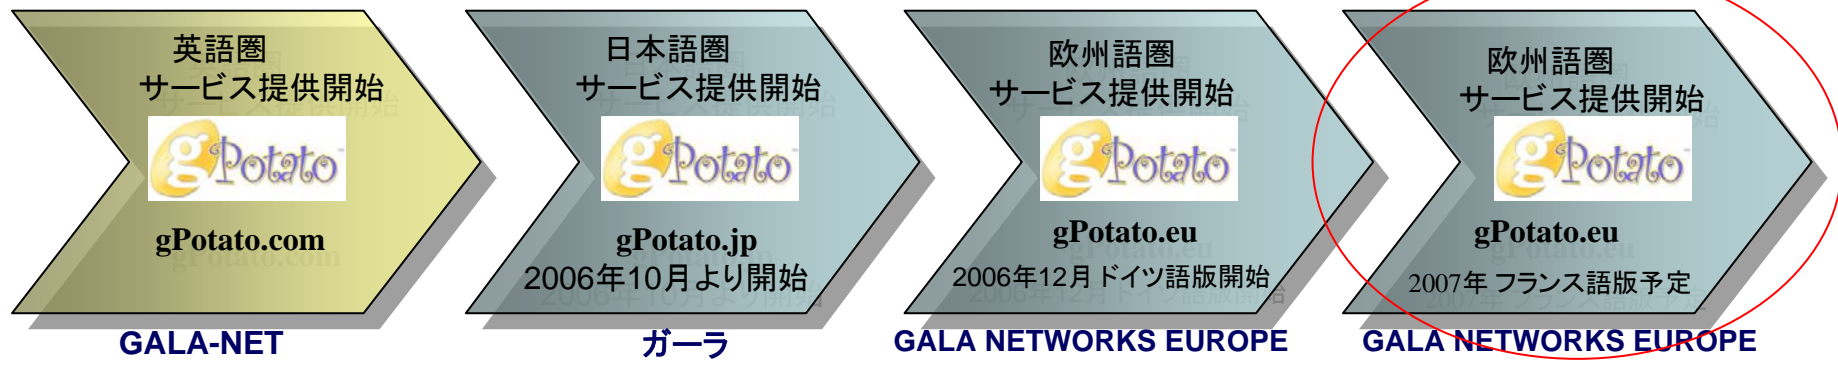 英語圏
サービス提供開始
gPotato
gPotato.com
GALA-NET
日本語圏
サービス提供開始
gPotato
gPotato.jp
2006年10月より開始
ガーラ
欧州語圏
サービス提供開始
gPotato
gPotato.eu
2006年12月 ドイツ語版開始
GALA NETWORKS EUROPE
欧州語圏
サービス提供開始
gPotato
gPotato.eu
2007年 フランス語版予定
GALA NETWORKS EUROPE